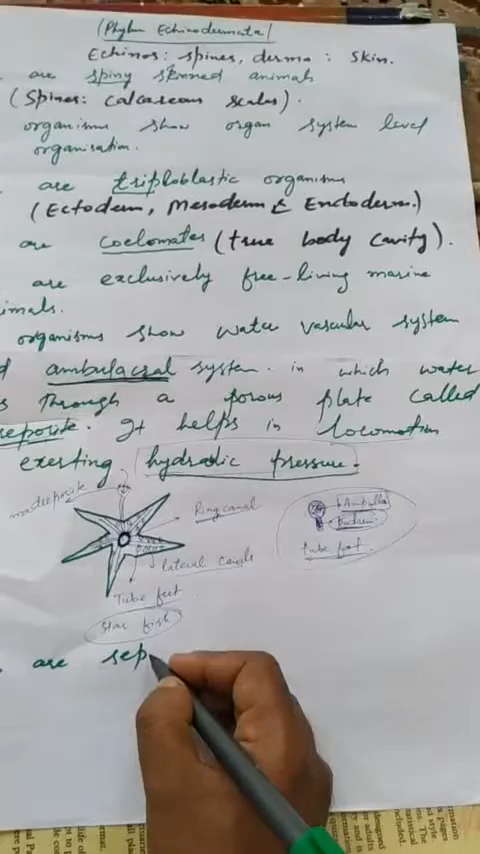 (Phylum Echinodermata)
Echinos: spines, derma: Skin.
are spiny skinned animals
(Spines: calcareous scales).
organisms show organ system level
organisation.
are triploblastic organisms
(Ectoderm, Mesoderm & Endoderm.)
are coelomates (true body cavity).
are exclusively free-living marine
imals.
organisms show water vascular system
ambulacral system. in which water
s through a porous plate called
reporite. It helps in locomotion
exerting hydraulic pressure.
madreporite
Ring canal
lateral canals
Tube feet
Star fish
Ambulla
tube feet.
are sep